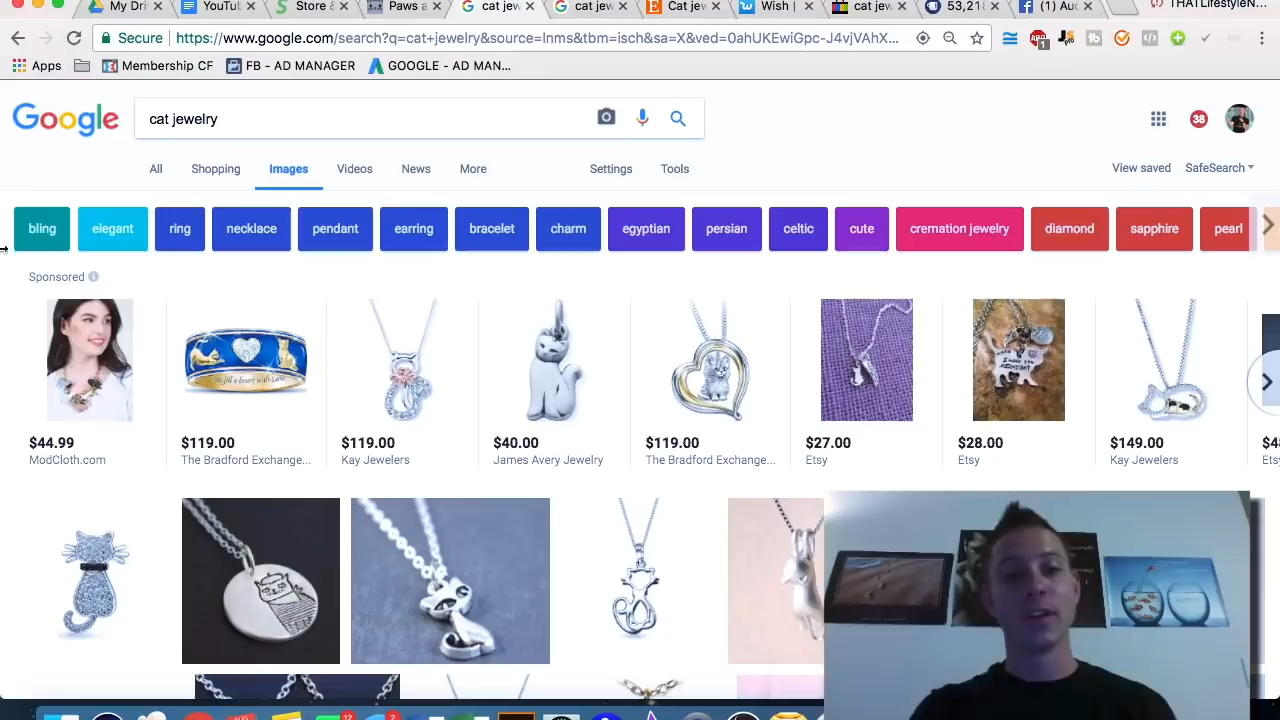 My Dri
YouTub
Store &
Paws a
cat jew
cat jew
Cat jew
Wish |
cat jew
53,21
(1) Auc
THATLifestyleN
Secure | https://www.google.com/search?q=cat+jewelry&source=lnms&tbm=isch&sa=X&ved=0ahUKEwiGpc-J4vjVAhX...
Apps
Membership CF
FB - AD MANAGER
GOOGLE - AD MAN...
Google
cat jewelry
38
All
Shopping
Images
Videos
News
More
Settings
Tools
View saved
SafeSearch
bling
elegant
ring
necklace
pendant
earring
bracelet
charm
egyptian
persian
celtic
cute
cremation jewelry
diamond
sapphire
pearl
Sponsored
$44.99
ModCloth.com
$119.00
The Bradford Exchange...
$119.00
Kay Jewelers
$40.00
James Avery Jewelry
$119.00
The Bradford Exchange...
$27.00
Etsy
$28.00
Etsy
$149.00
Kay Jewelers
$4
Ets